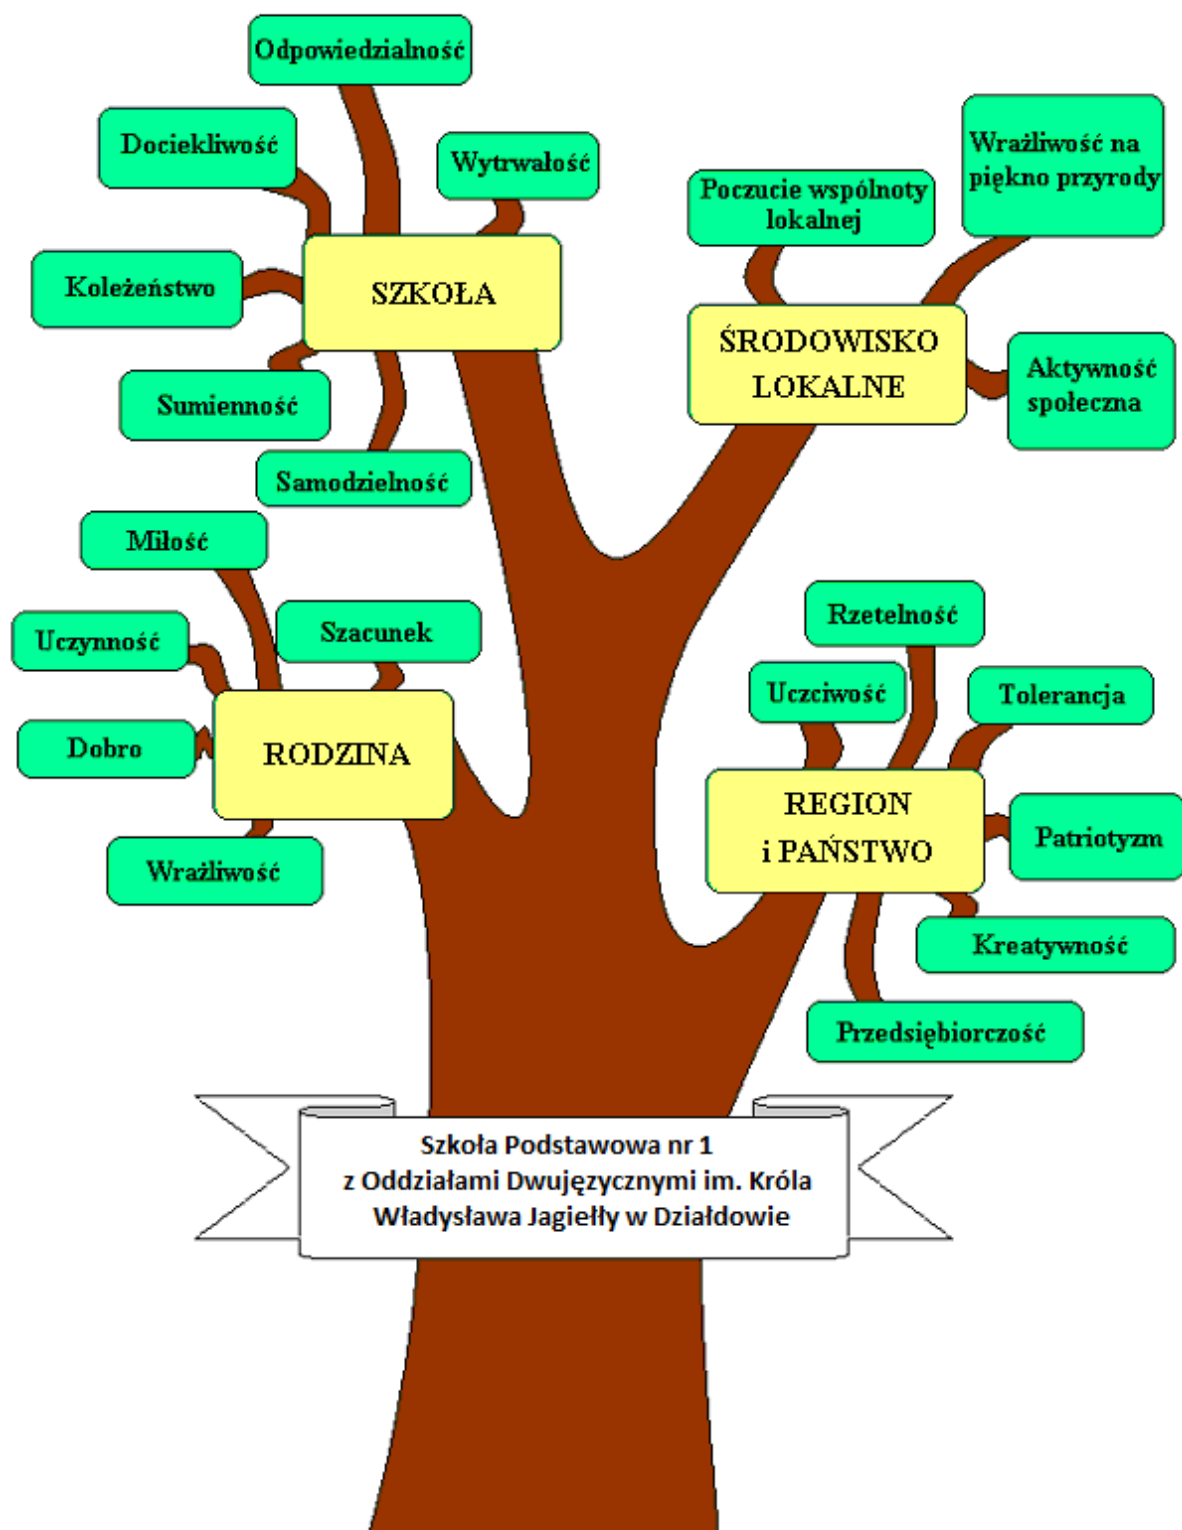 Odpowiedzialność
Dociekliwość
Wytrwałość
Koleżeństwo
SZKOŁA
Sumienność
Samodzielność
Wrażliwość na
piękno przyrody
Poczucie wspólnoty
lokalnej
ŚRODOWISKO
LOKALNE
Aktywność
społeczna
Miłość
Uczynność
Szacunek
Dobro
RODZINA
Wrażliwość
Rzetelność
Uczciwość
Tolerancja
REGION
i PAŃSTWO
Patriotyzm
Kreatywność
Przedsiębiorczość
Szkoła Podstawowa nr 1
z Oddziałami Dwujęzycznymi im. Króla
Władysława Jagiełły w Działdowie